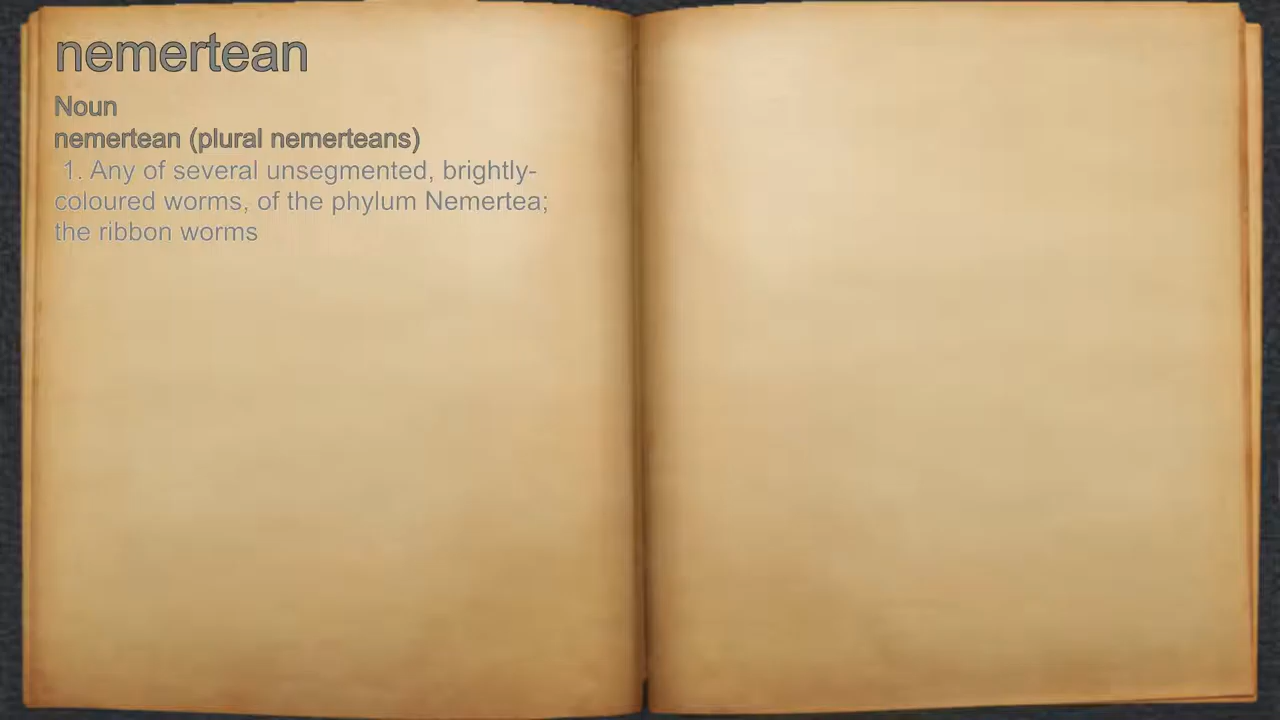 nemertean
Noun
nemertean (plural nemerteans)
1. Any of several unsegmented, brightly-
coloured worms, of the phylum Nemertea;
the ribbon worms